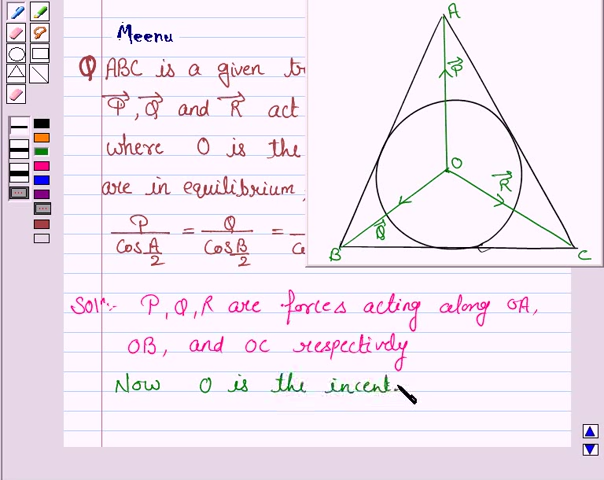 Meenu
Q ABC is a given
P, Q and R act
where O is the
are in equilibrium,
P/cos A/2 = Q/cos B/2 =
A
P
O
R
Q
B
C
Solⁿ:- P, Q, R are forces acting along OA,
OB, and OC respectively
Now O is the incent